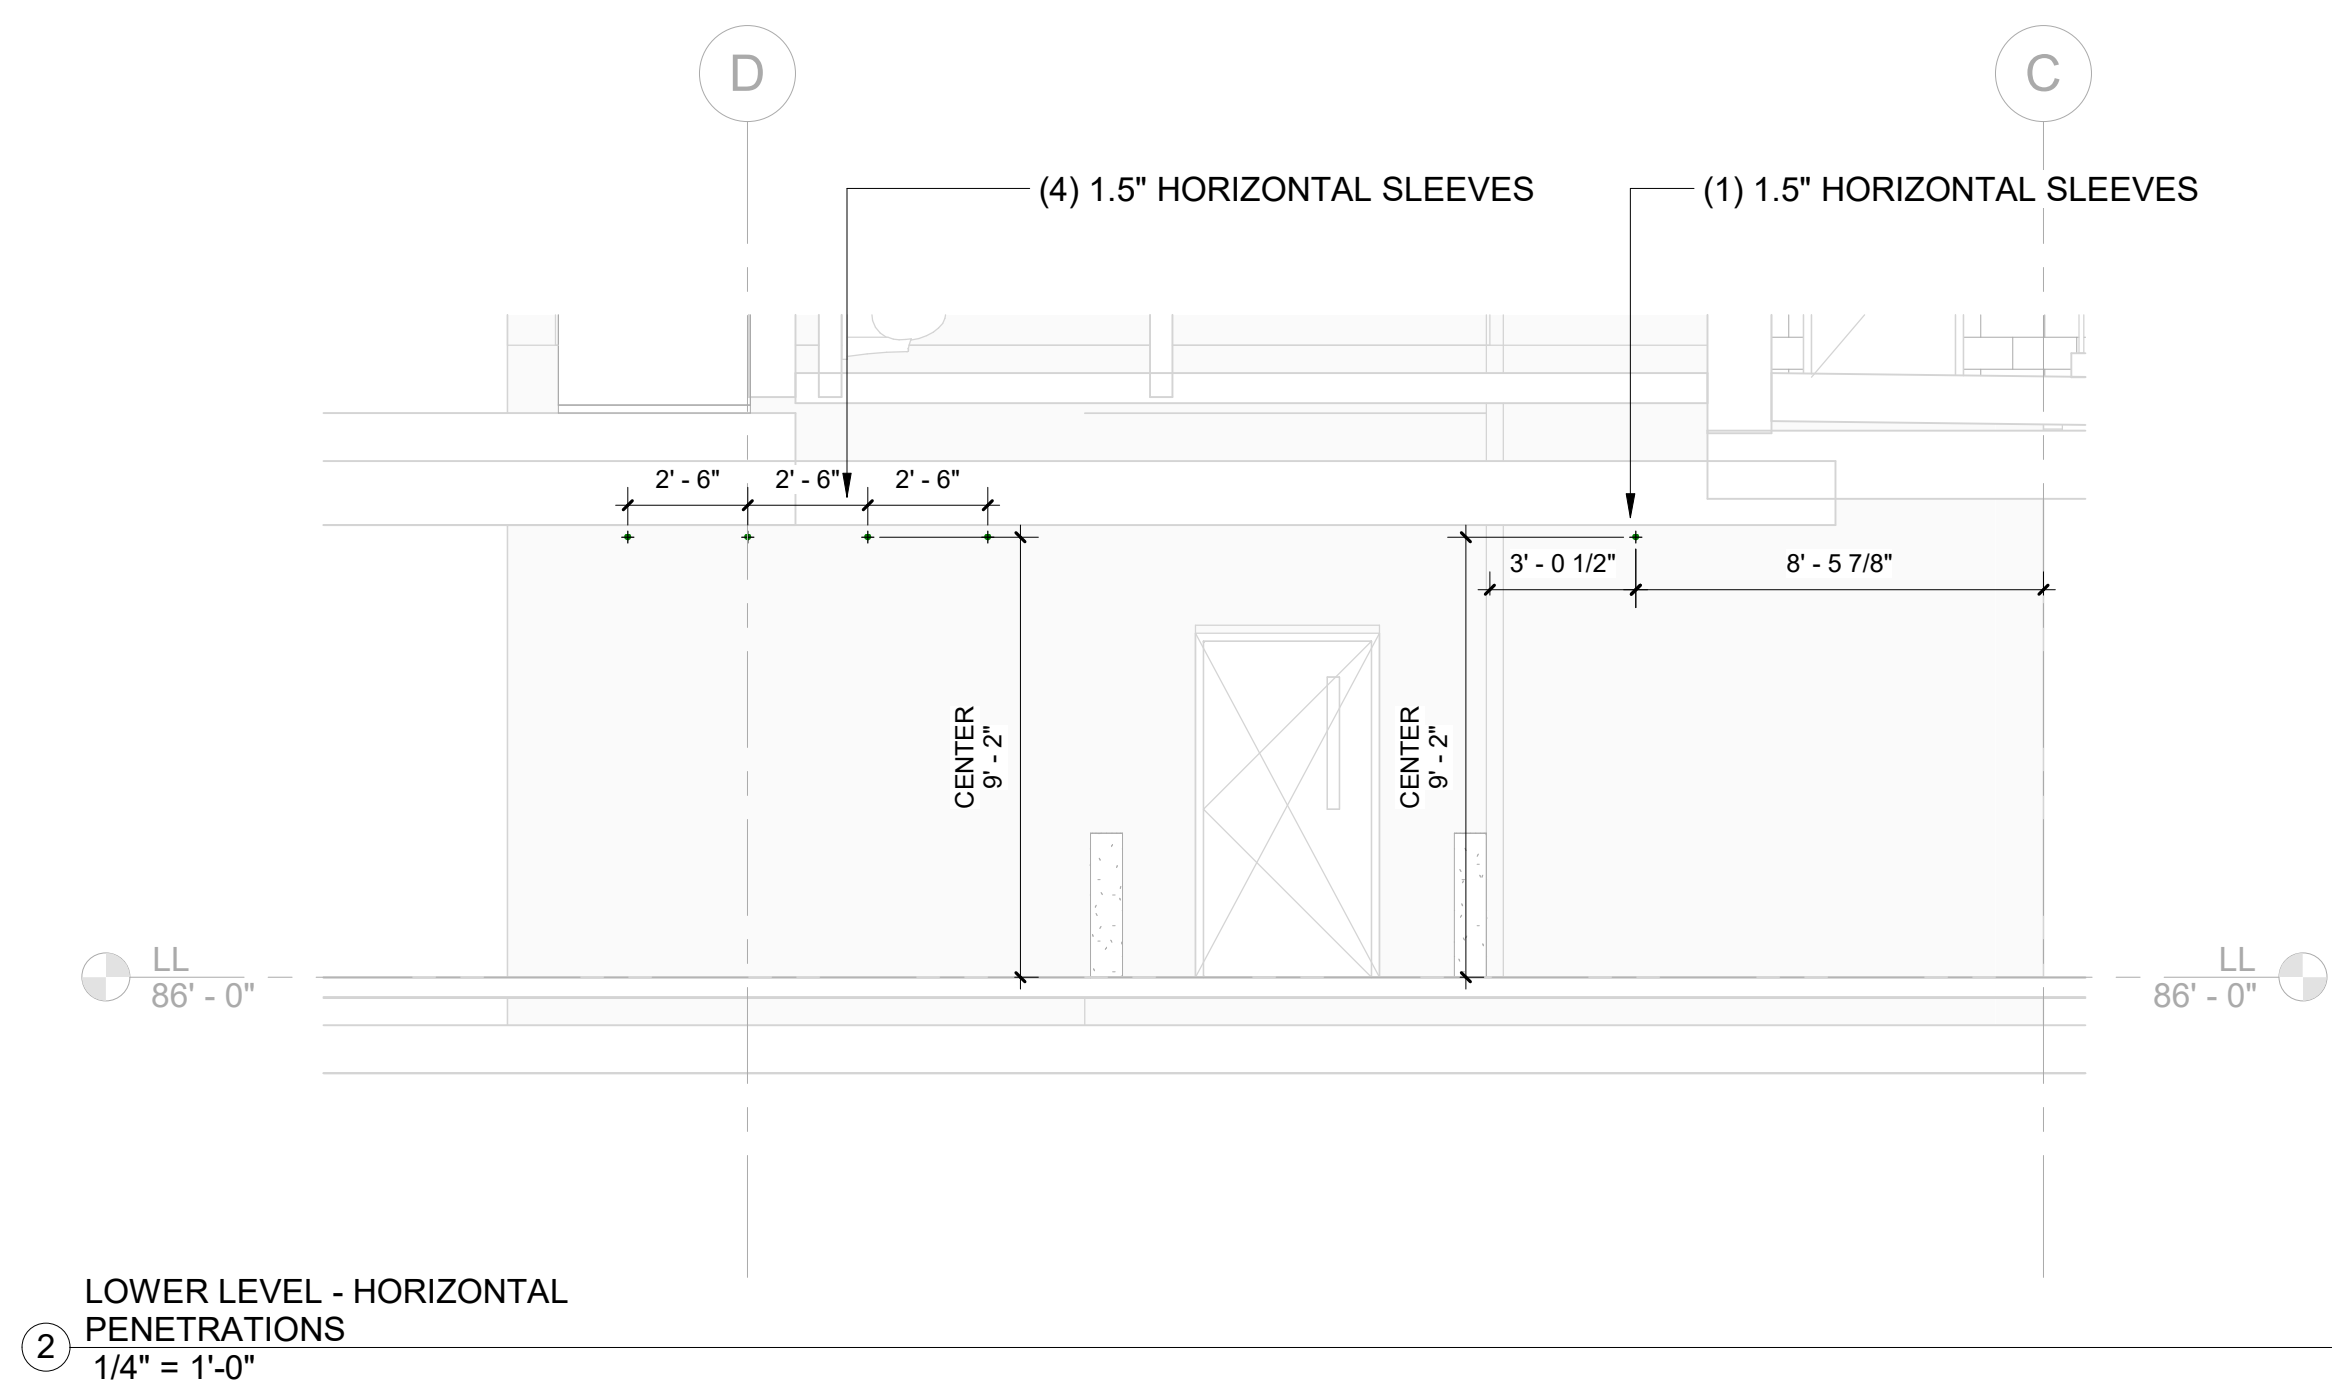 D
C
(4) 1.5" HORIZONTAL SLEEVES
(1) 1.5" HORIZONTAL SLEEVES
2' - 6"
2' - 6"
2' - 6"
3' - 0 1/2"
8' - 5 7/8"
CENTER
9' - 2"
CENTER
9' - 2"
LL
86' - 0"
LL
86' - 0"
LOWER LEVEL - HORIZONTAL
PENETRATIONS
2
1/4" = 1'-0"